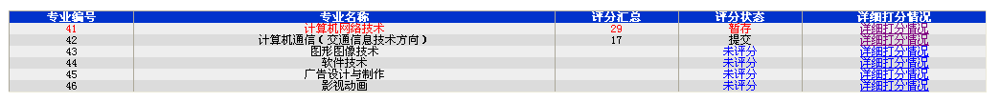 专业编号 专业名称 评分汇总 评分状态 详细打分情况
41 计算机网络技术 29 暂存 详细打分情况
42 计算机通信(交通信息技术方向) 17 提交 详细打分情况
43 图形图像技术 未评分 详细打分情况
44 软件技术 未评分 详细打分情况
45 广告设计与制作 未评分 详细打分情况
46 影视动画 未评分 详细打分情况